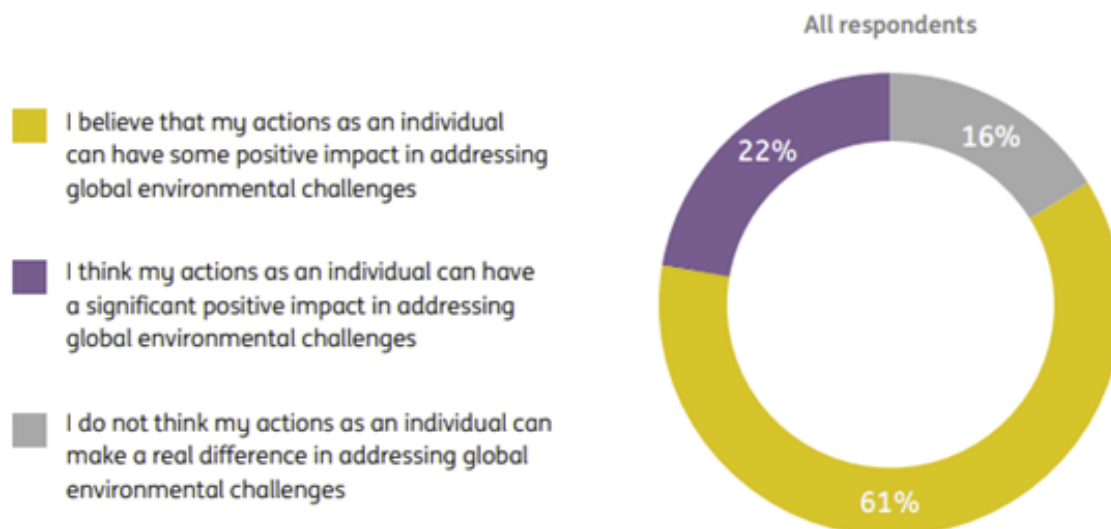 All respondents
I believe that my actions as an individual
can have some positive impact in addressing
global environmental challenges
I think my actions as an individual can have
a significant positive impact in addressing
global environmental challenges
I do not think my actions as an individual can
make a real difference in addressing global
environmental challenges
22%
16%
61%